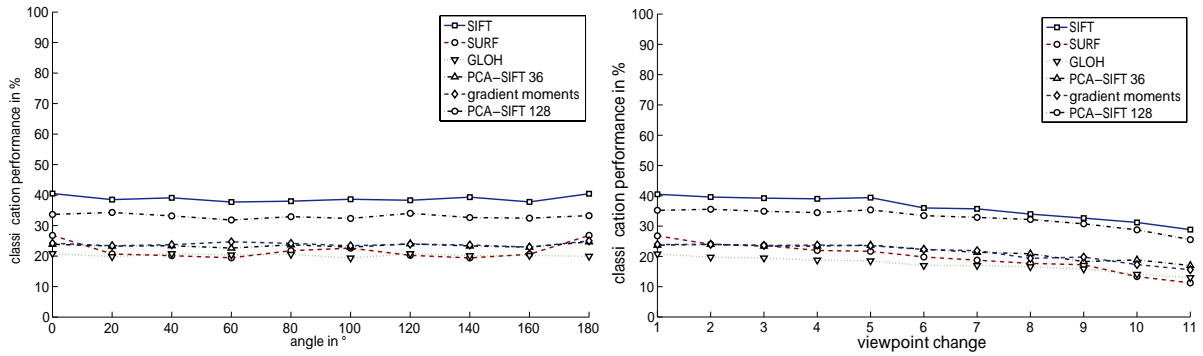 classi cation performance in %
100
90
80
70
60
50
40
30
20
10
0
0 20 40 60 80 100 120 140 160 180
angle in °
SIFT
SURF
GLOH
PCA−SIFT 36
gradient moments
PCA−SIFT 128
classi cation performance in %
100
90
80
70
60
50
40
30
20
10
0
1 2 3 4 5 6 7 8 9 10 11
viewpoint change
SIFT
SURF
GLOH
PCA−SIFT 36
gradient moments
PCA−SIFT 128